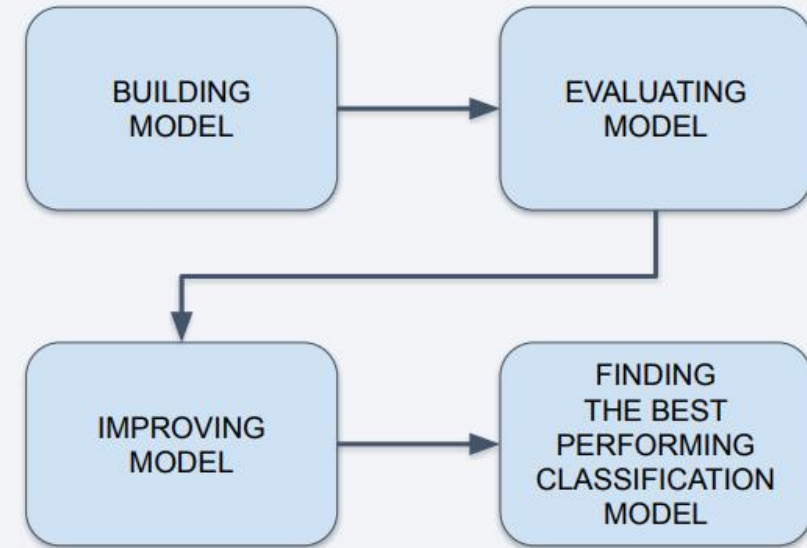 BUILDING
MODEL
EVALUATING
MODEL
IMPROVING
MODEL
FINDING
THE BEST
PERFORMING
CLASSIFICATION
MODEL